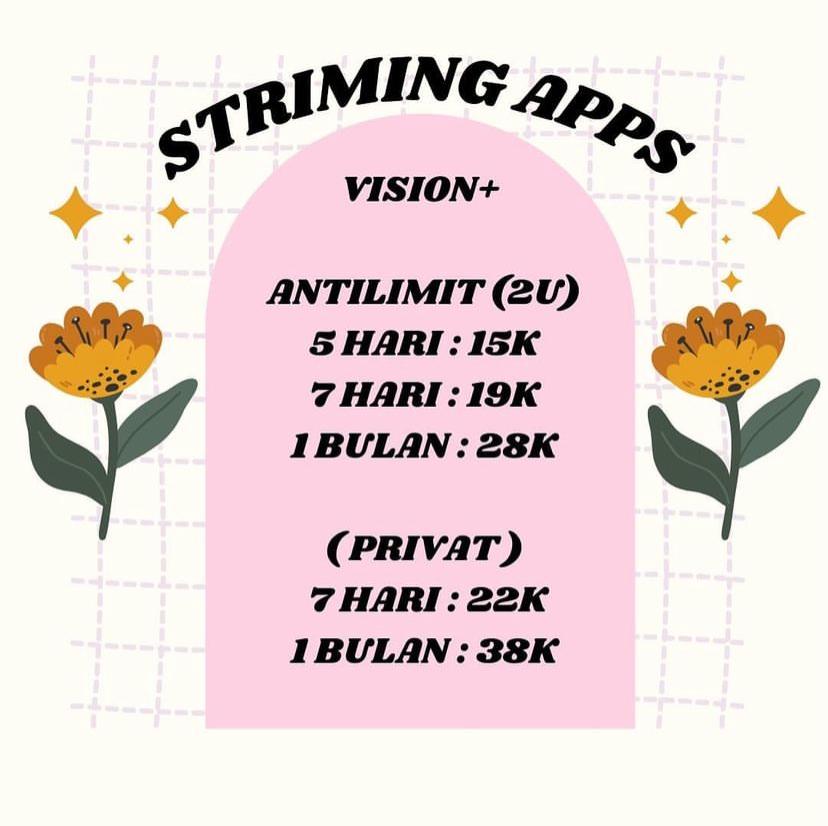 STRIMING APPS
VISION+
ANTILIMIT (2U)
5 HARI : 15K
7 HARI : 19K
1 BULAN : 28K
( PRIVAT )
7 HARI : 22K
1 BULAN : 38K